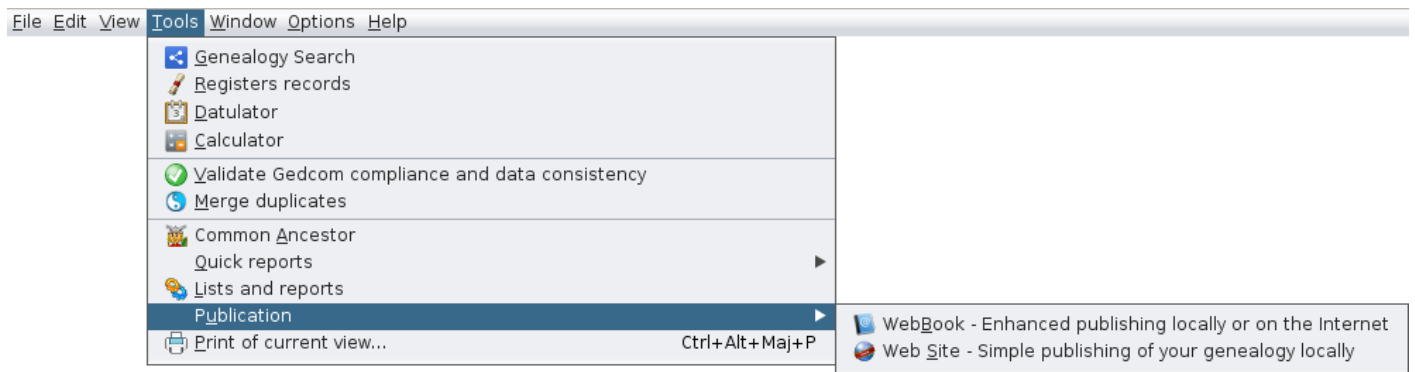 File Edit View Tools Window Options Help
Genealogy Search
Registers records
Datulator
Calculator
Validate Gedcom compliance and data consistency
Merge duplicates
Common Ancestor
Quick reports
Lists and reports
Publication
WebBook - Enhanced publishing locally or on the Internet
Print of current view... Ctrl+Alt+Maj+P
Web Site - Simple publishing of your genealogy locally